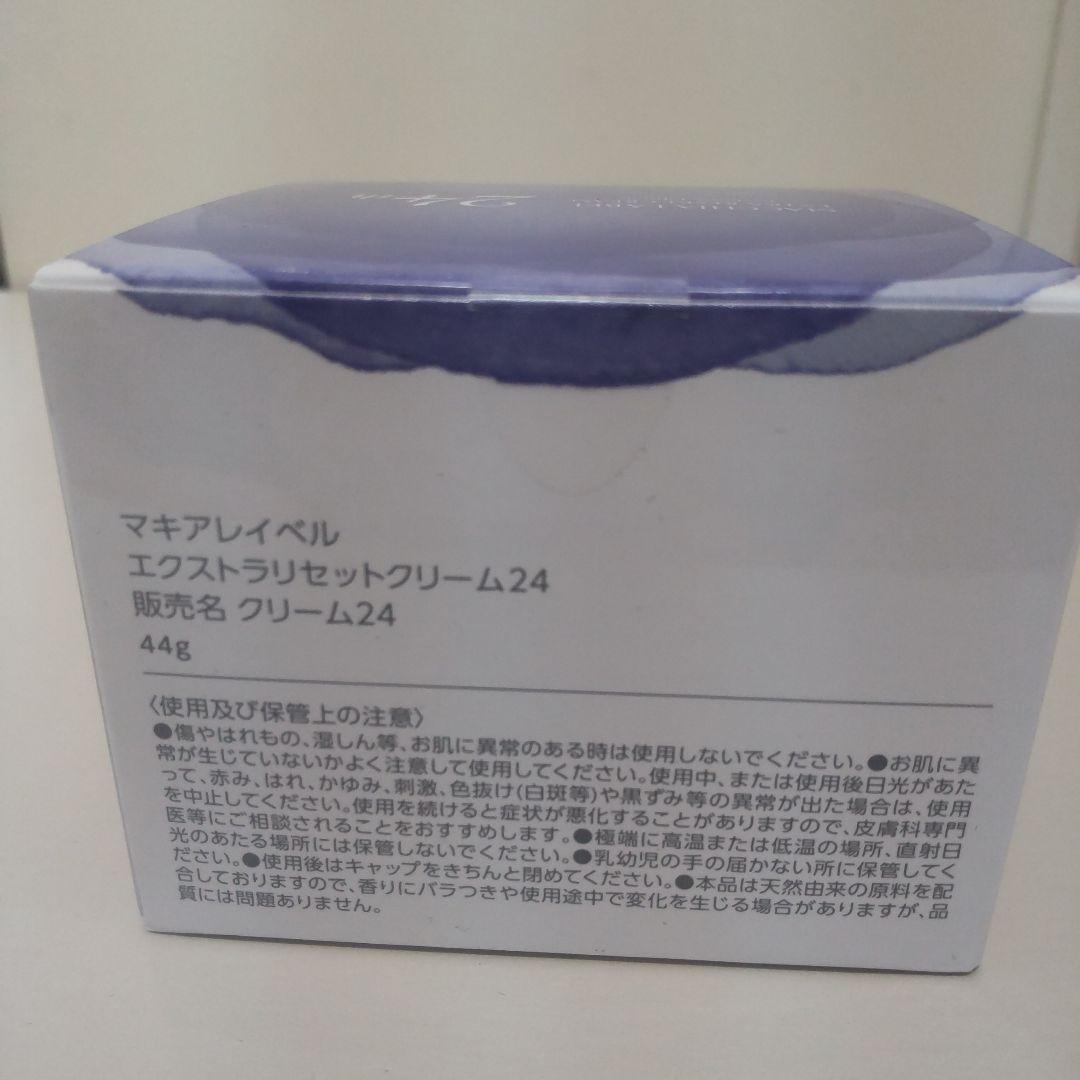 マキアレイベル
エクストラリセットクリーム24
販売名 クリーム24
44g
〈使用及び保管上の注意〉
●傷やはれもの、湿しん等、お肌に異常のある時は使用しないでください。●お肌に異
常が生じていないかよく注意して使用してください。使用中、または使用後日光があた
って、赤み、はれ、かゆみ、刺激、色抜け(白斑等)や黒ずみ等の異常が出た場合は、使用
を中止してください。使用を続けると症状が悪化することがありますので、皮膚科専門
医等にご相談されることをおすすめします。●極端に高温または低温の場所、直射日
光のあたる場所には保管しないでください。●乳幼児の手の届かない所に保管してく
ださい。●使用後はキャップをきちんと閉めてください。●本品は天然由来の原料を配
合しておりますので、香りにバラつきや使用途中で変化を生じる場合がありますが、品
質には問題ありません。